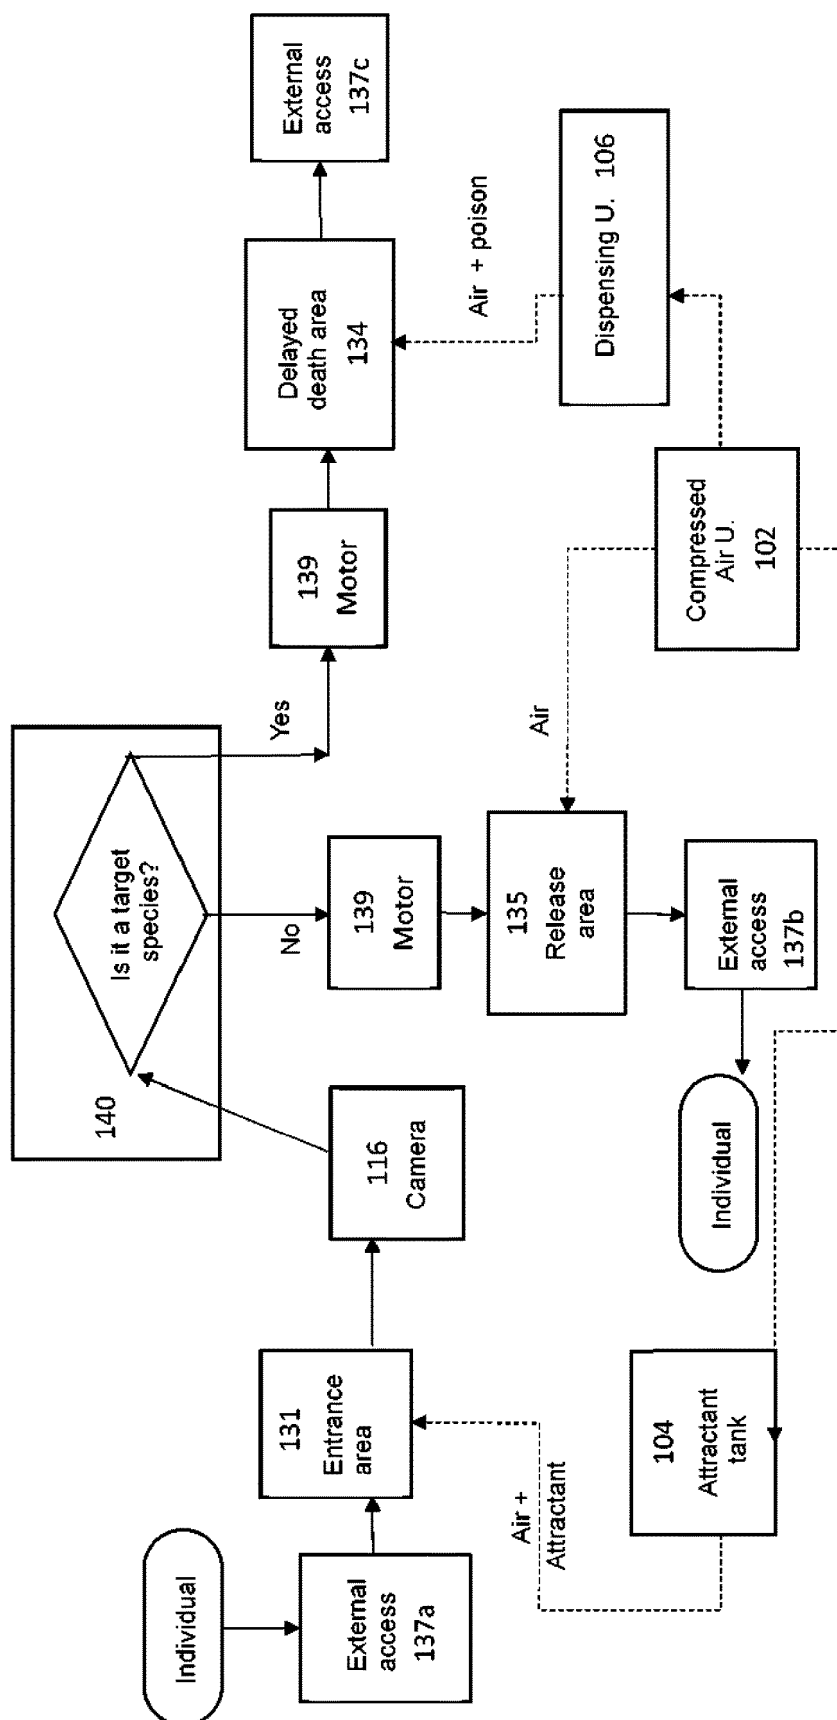 Individual
External
access
137a
131
Entrance
area
Air +
Attractant
104
Attractant
tank
116
Camera
140
Is it a target
species?
No
Yes
139
Motor
135
Release
area
External
access
137b
Individual
Air
139
Motor
Delayed
death area
134
External
access
137c
Air + poison
Dispensing U. 106
Compressed
Air U.
102